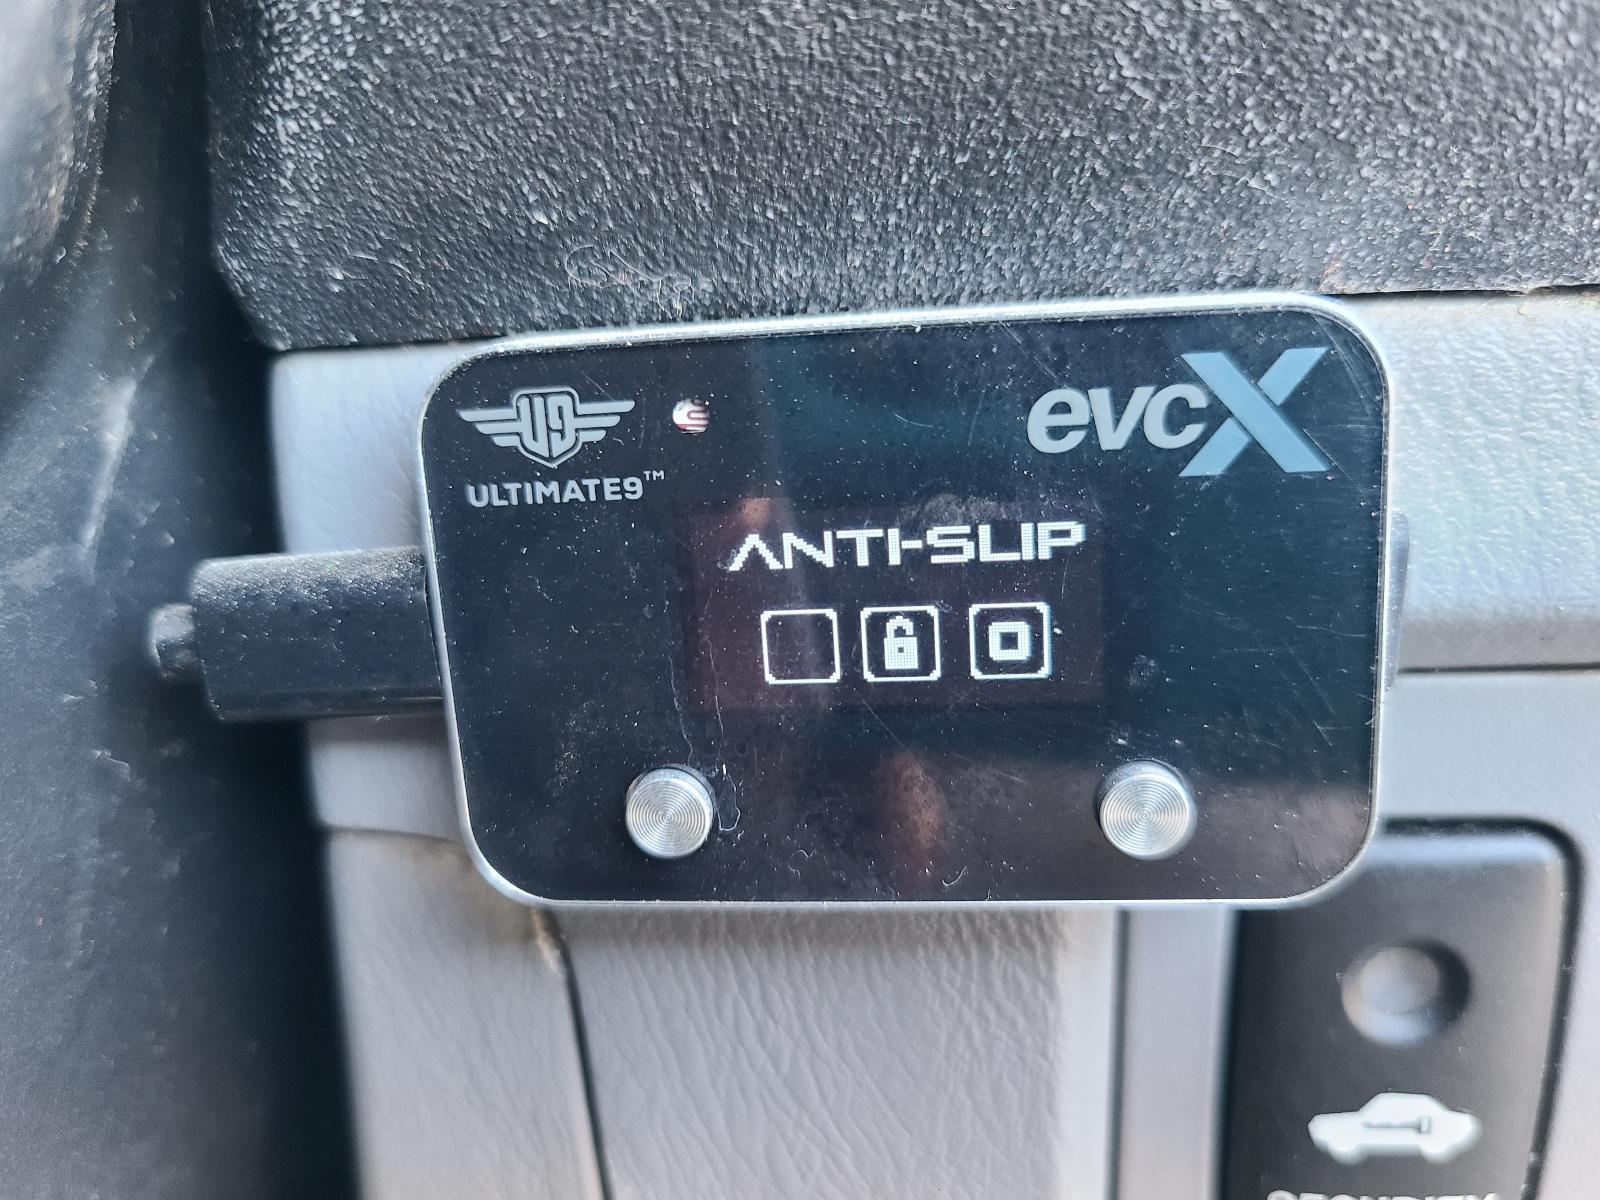 U9
evcX
ULTIMATE9™
ANTI-SLIP